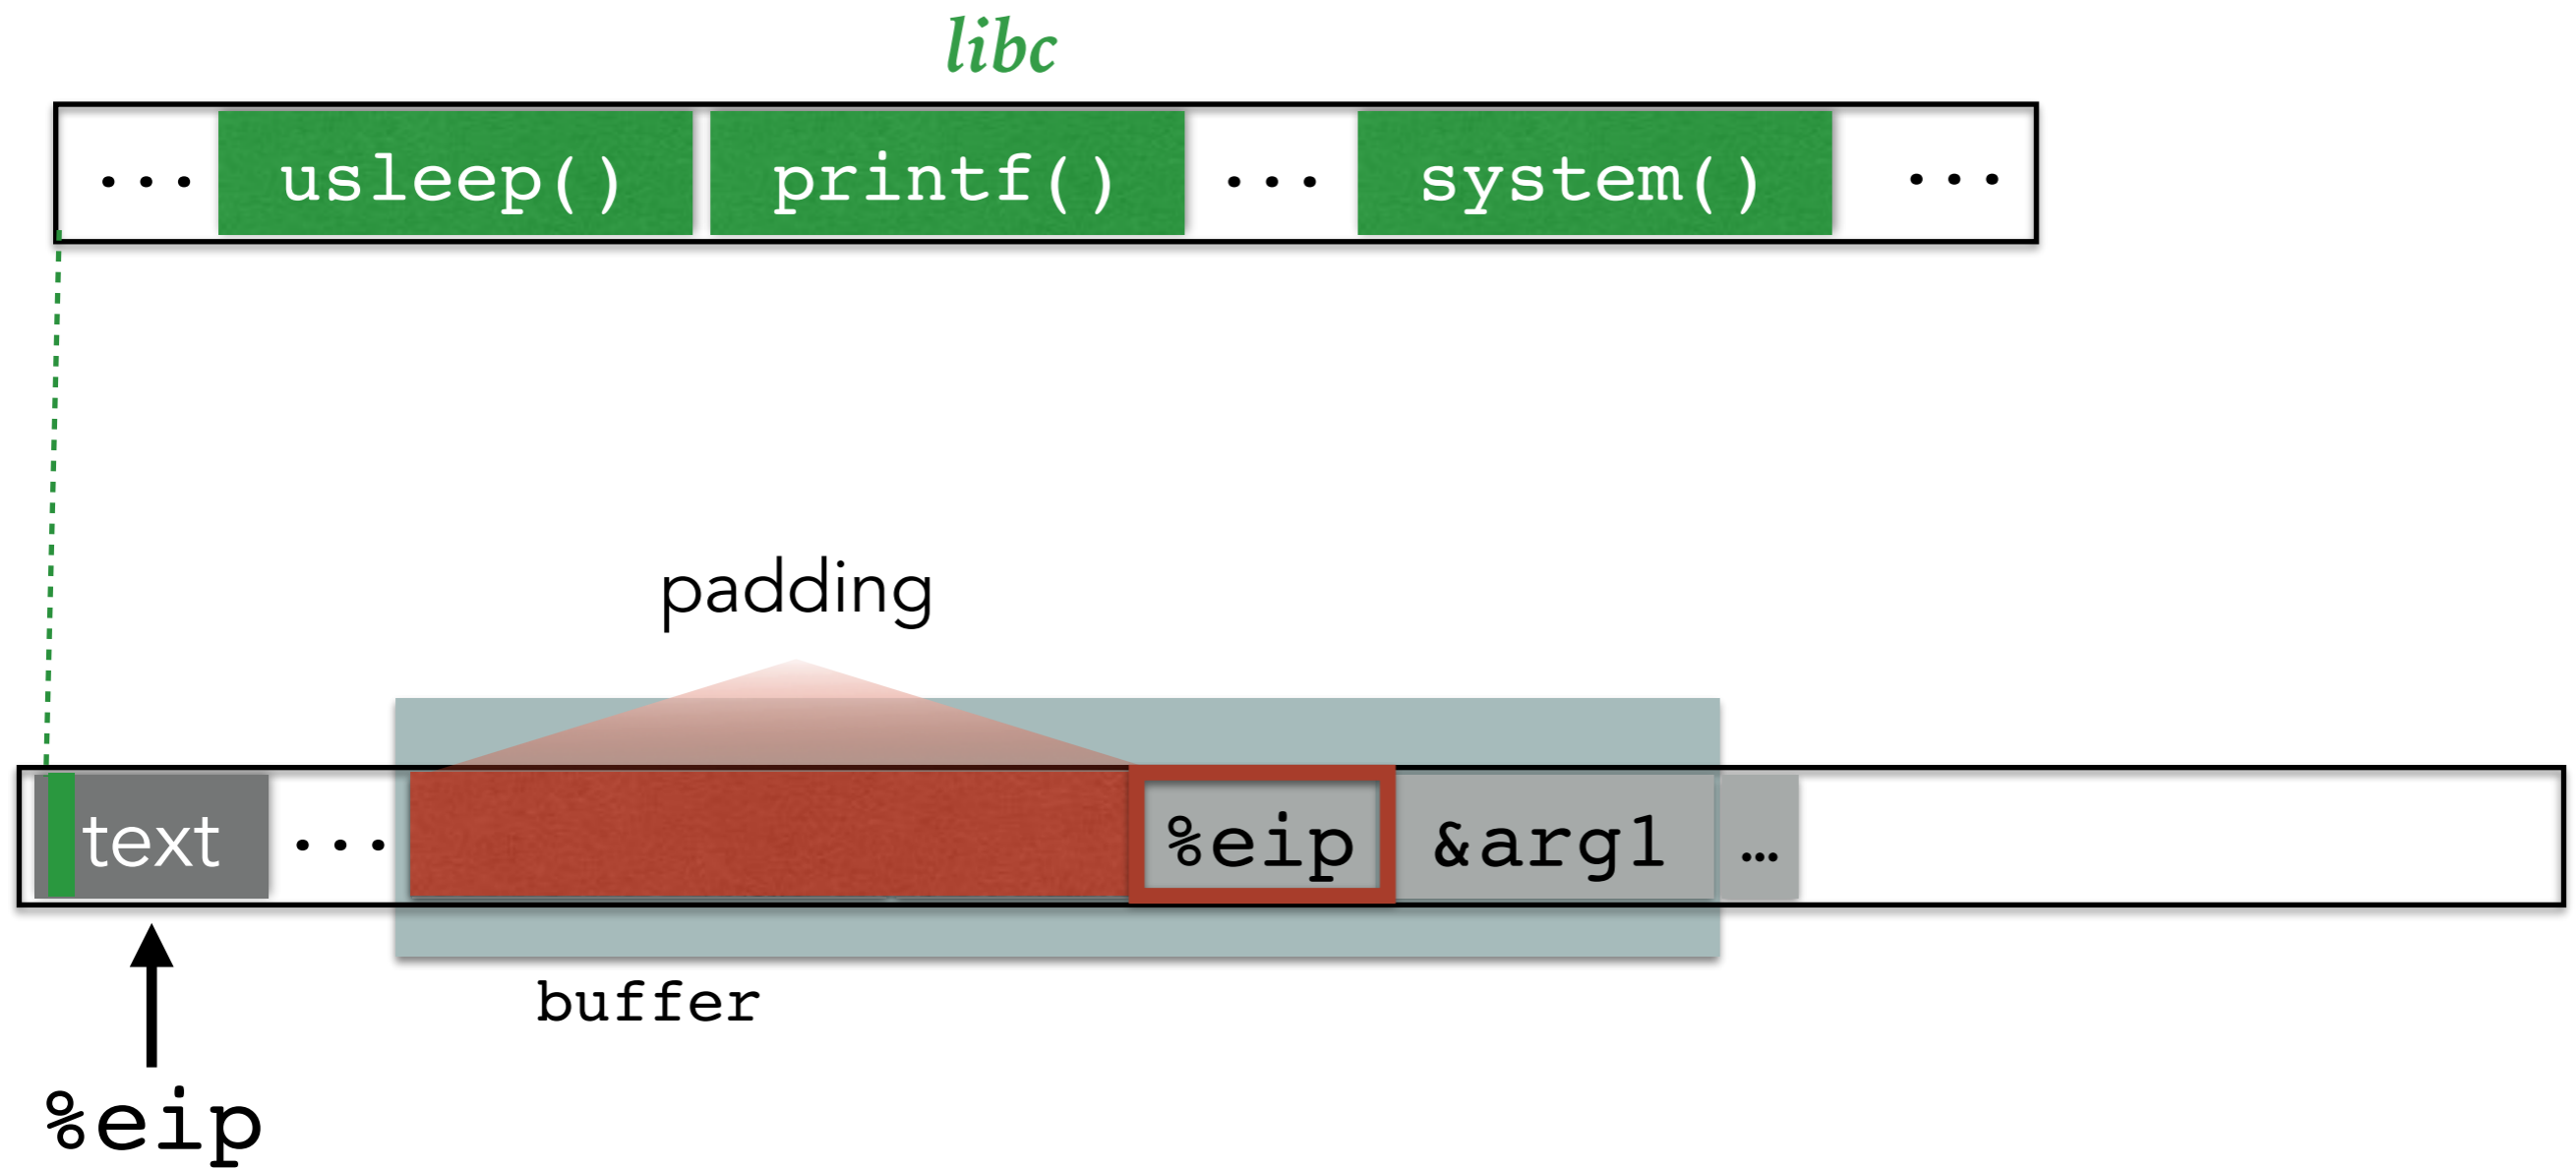 libc
... usleep() printf() ... system() ...
padding
text ... %eip &arg1 ...
buffer
%eip